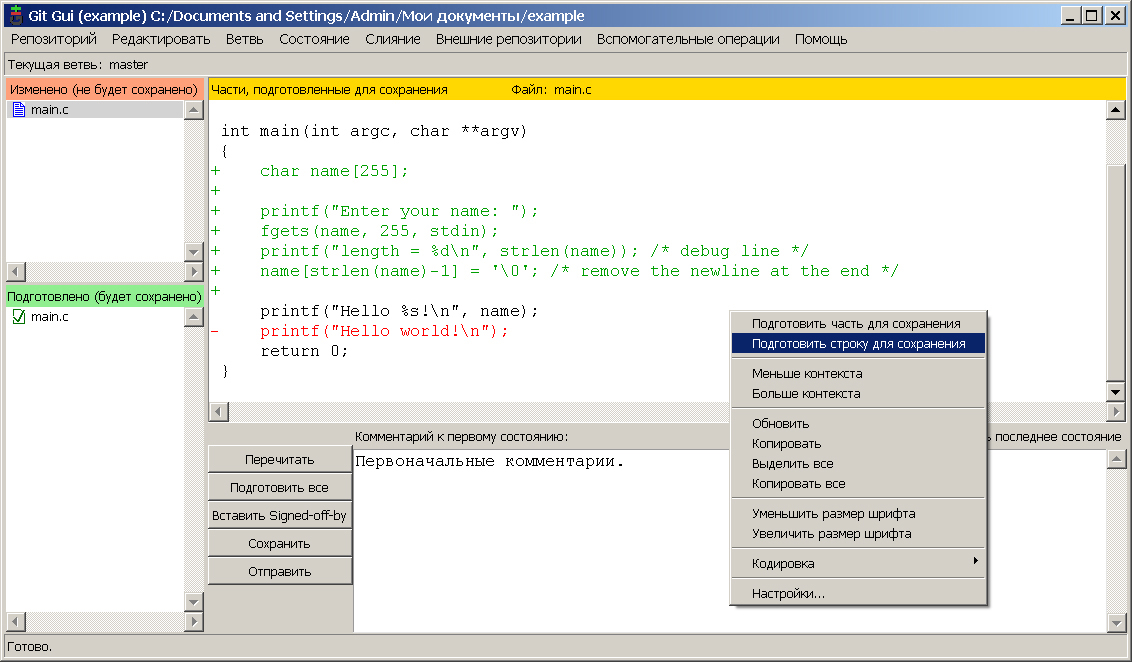 Git Gui (example) C:/Documents and Settings/Admin/Мои документы/example
Репозиторий Редактировать Ветвь Состояние Слияние Внешние репозитории Вспомогательные операции Помощь
Текущая ветвь: master
Изменено (не будет сохранено)
main.c
Подготовлено (будет сохранено)
main.c
Части, подготовленные для сохранения Файл: main.c
int main(int argc, char **argv)
{
+ char name[255];
+
+ printf("Enter your name: ");
+ fgets(name, 255, stdin);
+ printf("length = %d\n", strlen(name)); /* debug line */
+ name[strlen(name)-1] = '\0'; /* remove the newline at the end */
+
printf("Hello %s!\n", name);
- printf("Hello world!\n");
return 0;
}
Подготовить часть для сохранения
Подготовить строку для сохранения
Меньше контекста
Больше контекста
Обновить
Копировать
Выделить все
Копировать все
Уменьшить размер шрифта
Увеличить размер шрифта
Кодировка
Настройки...
Комментарий к первому состоянию:
последнее состояние
Перечитать
Подготовить все
Вставить Signed-off-by
Сохранить
Отправить
Первоначальные комментарии.
Готово.